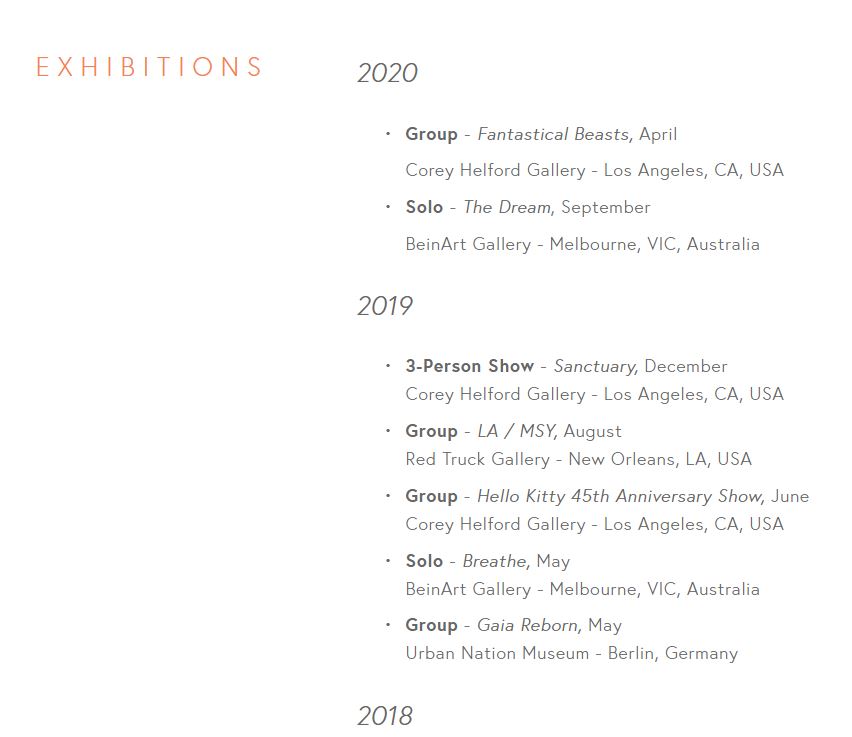 EXHIBITIONS
2020
• Group - Fantastical Beasts, April
Corey Helford Gallery - Los Angeles, CA, USA
• Solo - The Dream, September
BeinArt Gallery - Melbourne, VIC, Australia
2019
• 3-Person Show - Sanctuary, December
Corey Helford Gallery - Los Angeles, CA, USA
• Group - LA / MSY, August
Red Truck Gallery - New Orleans, LA, USA
• Group - Hello Kitty 45th Anniversary Show, June
Corey Helford Gallery - Los Angeles, CA, USA
• Solo - Breathe, May
BeinArt Gallery - Melbourne, VIC, Australia
• Group - Gaia Reborn, May
Urban Nation Museum - Berlin, Germany
2018